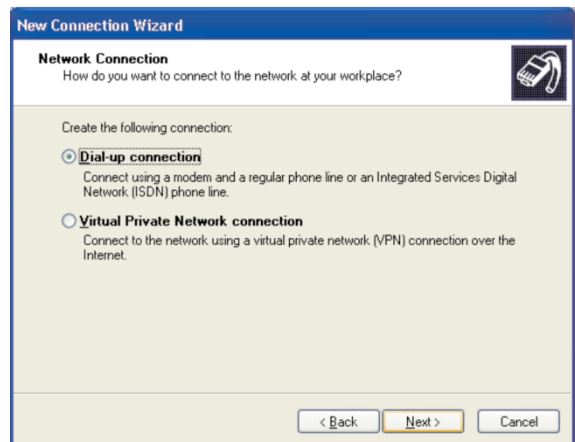 New Connection Wizard
Network Connection
How do you want to connect to the network at your workplace?
Create the following connection:
Dial-up connection
Connect using a modem and a regular phone line or an Integrated Services Digital
Network (ISDN) phone line.
Virtual Private Network connection
Connect to the network using a virtual private network (VPN) connection over the
Internet.
< Back Next > Cancel